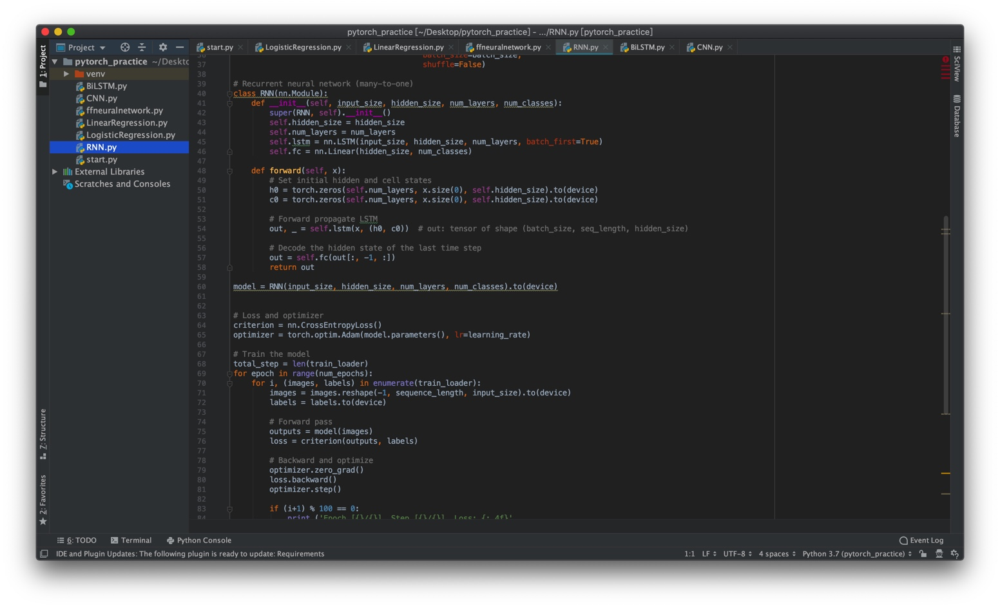 pytorch_practice [~/Desktop/pytorch_practice] - .../RNN.py [pytorch_practice]
Project
start.py
LogisticRegression.py
LinearRegression.py
ffneuralnetwork.py
RNN.py
BiLSTM.py
CNN.py
1: Project
pytorch_practice ~/Deskto
venv
BiLSTM.py
CNN.py
ffneuralnetwork.py
LinearRegression.py
LogisticRegression.py
RNN.py
start.py
External Libraries
Scratches and Consoles
7: Structure
2: Favorites
36 batch_size=batch_size,
37 shuffle=False)
38
39 # Recurrent neural network (many-to-one)
40 class RNN(nn.Module):
41 def __init__(self, input_size, hidden_size, num_layers, num_classes):
42 super(RNN, self).__init__()
43 self.hidden_size = hidden_size
44 self.num_layers = num_layers
45 self.lstm = nn.LSTM(input_size, hidden_size, num_layers, batch_first=True)
46 self.fc = nn.Linear(hidden_size, num_classes)
47
48 def forward(self, x):
49 # Set initial hidden and cell states
50 h0 = torch.zeros(self.num_layers, x.size(0), self.hidden_size).to(device)
51 c0 = torch.zeros(self.num_layers, x.size(0), self.hidden_size).to(device)
52
53 # Forward propagate LSTM
54 out, _ = self.lstm(x, (h0, c0))  # out: tensor of shape (batch_size, seq_length, hidden_size)
55
56 # Decode the hidden state of the last time step
57 out = self.fc(out[:, -1, :])
58 return out
59
60 model = RNN(input_size, hidden_size, num_layers, num_classes).to(device)
61
62
63 # Loss and optimizer
64 criterion = nn.CrossEntropyLoss()
65 optimizer = torch.optim.Adam(model.parameters(), lr=learning_rate)
66
67 # Train the model
68 total_step = len(train_loader)
69 for epoch in range(num_epochs):
70 for i, (images, labels) in enumerate(train_loader):
71 images = images.reshape(-1, sequence_length, input_size).to(device)
72 labels = labels.to(device)
73
74 # Forward pass
75 outputs = model(images)
76 loss = criterion(outputs, labels)
77
78 # Backward and optimize
79 optimizer.zero_grad()
80 loss.backward()
81 optimizer.step()
82
83 if (i+1) % 100 == 0:
84 print ('Epoch [{}/{}], Step [{}/{}], Loss: {:.4f}'
SciView
Database
6: TODO
Terminal
Python Console
Event Log
IDE and Plugin Updates: The following plugin is ready to update: Requirements
1:1 LF UTF-8 4 spaces Python 3.7 (pytorch_practice)